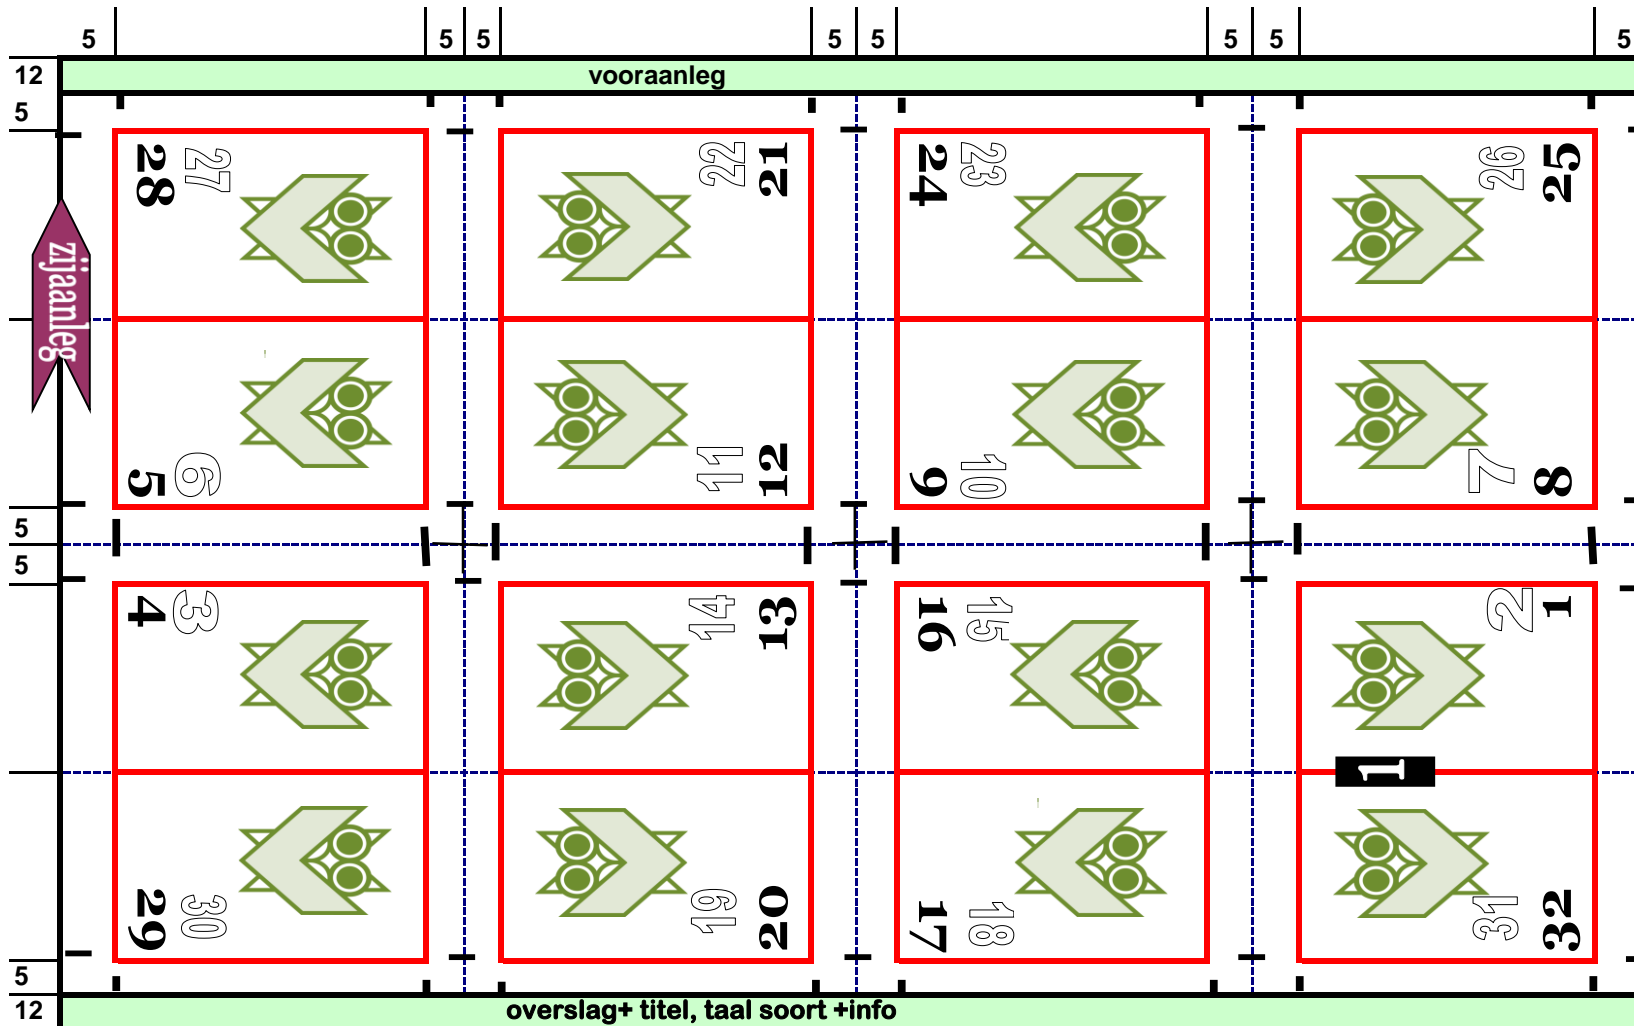 5 5 5 5 5 5 5 5
12 vooraanleg
5
28 27 22 21 24 23 26 25
zijaanleg
5 6 11 12 9 10 7 8
5
5
4 3 14 13 16 15 2 1
1
29 30 19 20 17 18 31 32
5
12 overslag+ titel, taal soort +info